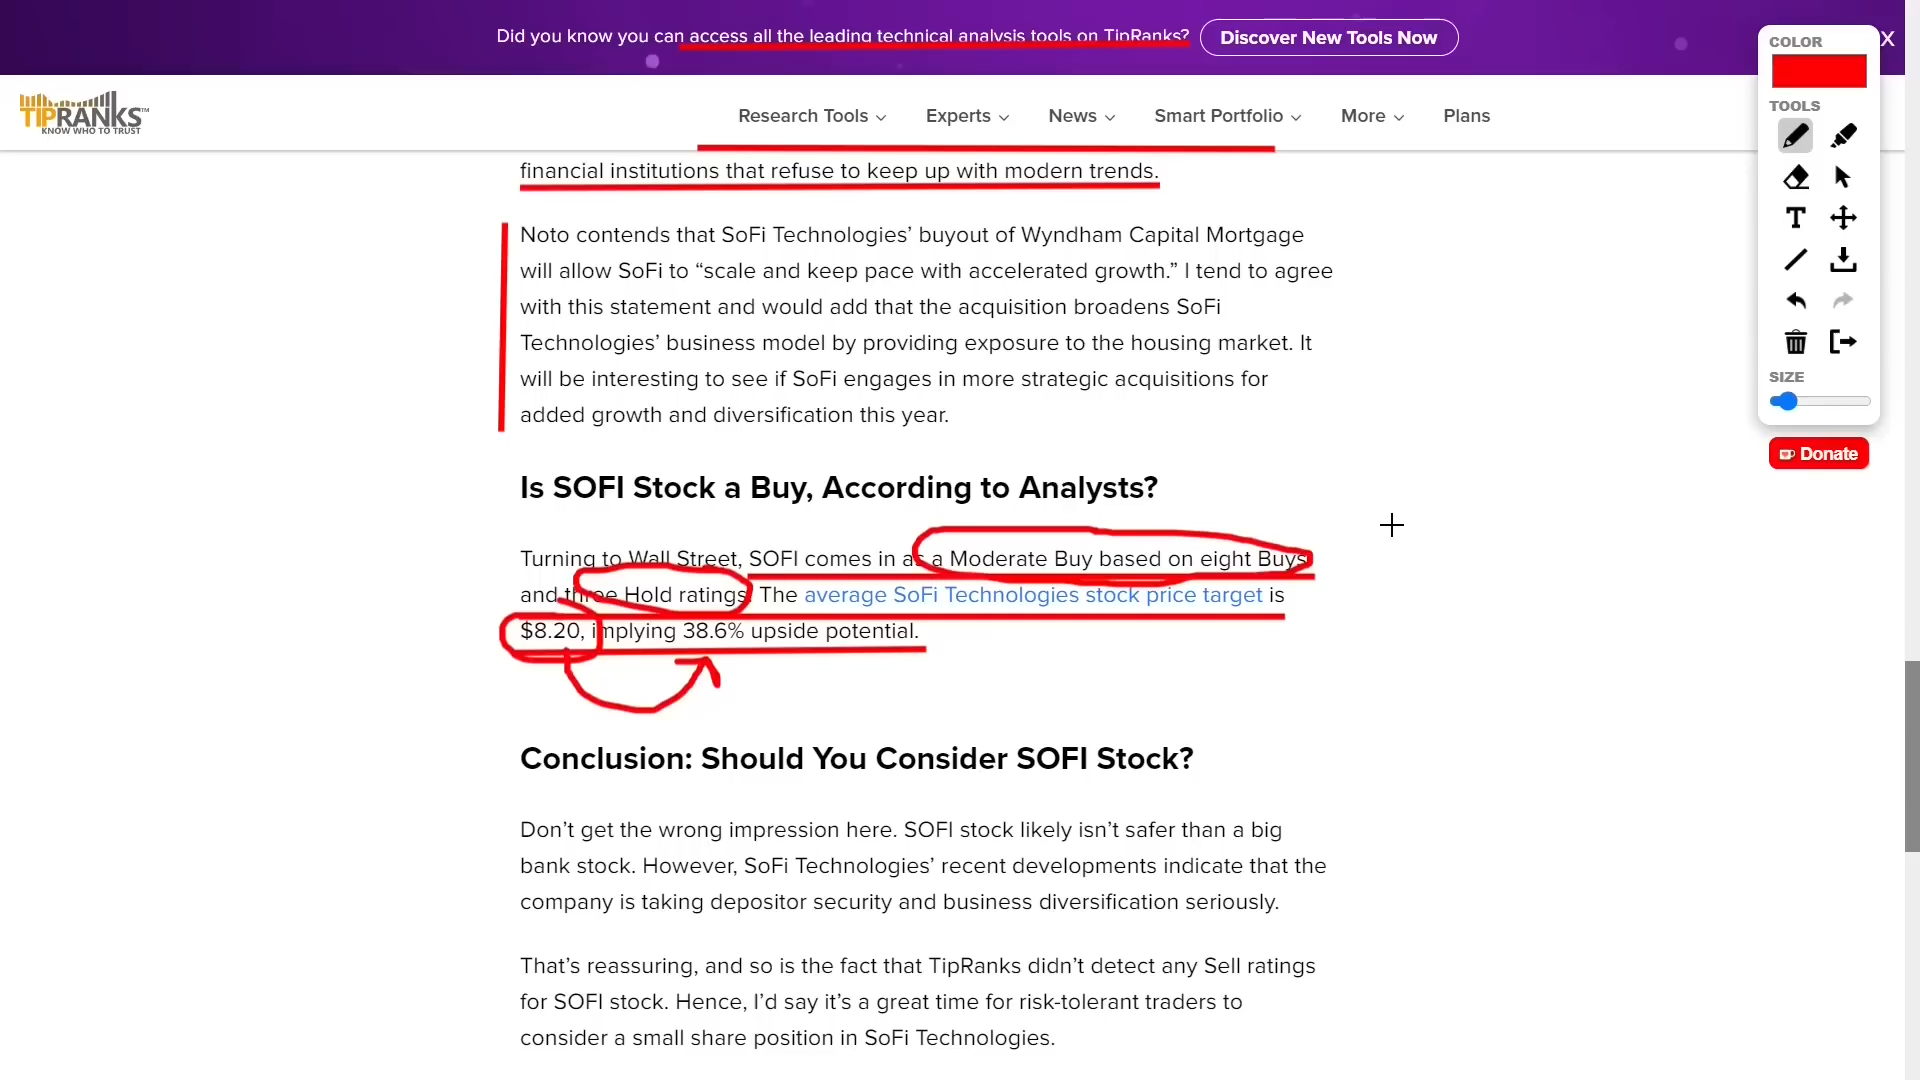 Did you know you can access all the leading technical analysis tools on TipRanks? Discover New Tools Now X
COLOR
TIPRANKS™
KNOW WHO TO TRUST
Research Tools Experts News Smart Portfolio More Plans
TOOLS
financial institutions that refuse to keep up with modern trends.
Noto contends that SoFi Technologies’ buyout of Wyndham Capital Mortgage
will allow SoFi to “scale and keep pace with accelerated growth.” I tend to agree
with this statement and would add that the acquisition broadens SoFi
Technologies’ business model by providing exposure to the housing market. It
will be interesting to see if SoFi engages in more strategic acquisitions for
added growth and diversification this year.
SIZE
Donate
Is SOFI Stock a Buy, According to Analysts?
Turning to Wall Street, SOFI comes in as a Moderate Buy based on eight Buys
and three Hold ratings. The average SoFi Technologies stock price target is
$8.20, implying 38.6% upside potential.
Conclusion: Should You Consider SOFI Stock?
Don’t get the wrong impression here. SOFI stock likely isn’t safer than a big
bank stock. However, SoFi Technologies’ recent developments indicate that the
company is taking depositor security and business diversification seriously.
That’s reassuring, and so is the fact that TipRanks didn’t detect any Sell ratings
for SOFI stock. Hence, I’d say it’s a great time for risk-tolerant traders to
consider a small share position in SoFi Technologies.